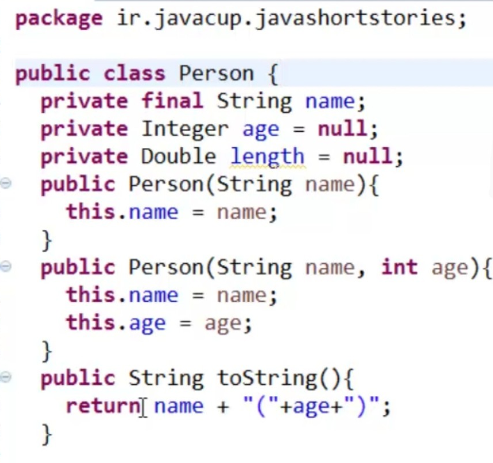 package ir.javacup.javashortstories;
public class Person {
private final String name;
private Integer age = null;
private Double length = null;
public Person(String name){
this.name = name;
}
public Person(String name, int age){
this.name = name;
this.age = age;
}
public String toString(){
return name + "("+age+")";
}